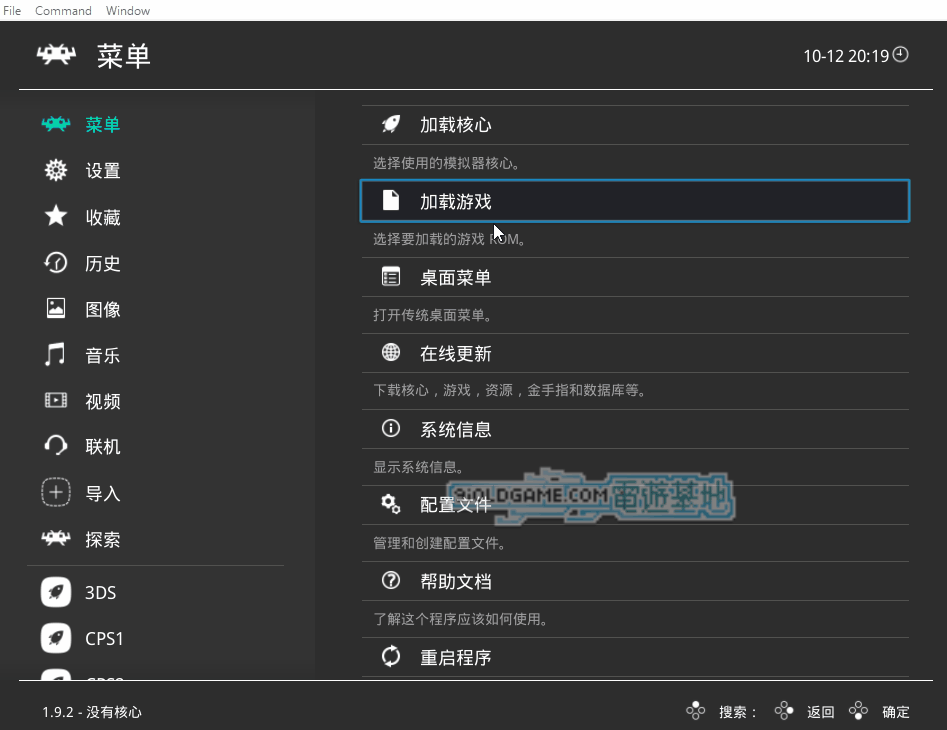 File Command Window
菜单
10-12 20:19
菜单
设置
收藏
历史
图像
音乐
视频
联机
导入
探索
3DS
CPS1
加载核心
选择使用的模拟器核心。
加载游戏
选择要加载的游戏 ROM。
桌面菜单
打开传统桌面菜单。
在线更新
下载核心，游戏，资源，金手指和数据库等。
系统信息
显示系统信息。
配置文件
OLDGAME.COM 電遊墓地
管理和创建配置文件。
帮助文档
了解这个程序应该如何使用。
重启程序
1.9.2 - 没有核心
搜索： 返回 确定